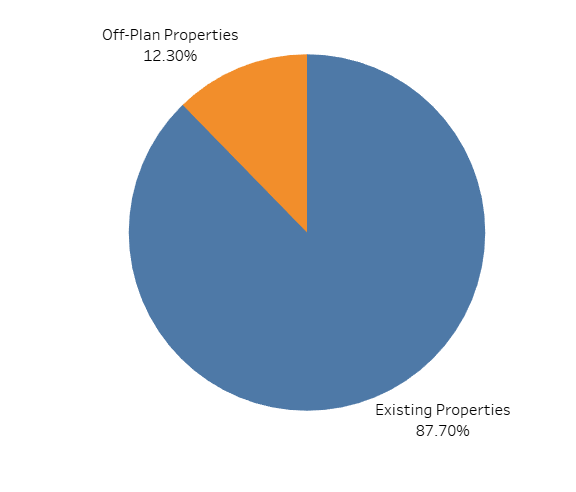 Off-Plan Properties
12.30%
Existing Properties
87.70%